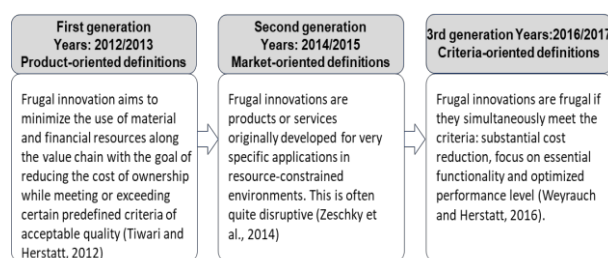 First generation
Years: 2012/2013
Product-oriented definitions
Frugal innovation aims to
minimize the use of material
and financial resources along
the value chain with the goal of
reducing the cost of ownership
while meeting or exceeding
certain predefined criteria of
acceptable quality (Tiwari and
Herstatt, 2012)
Second generation
Years: 2014/2015
Market-oriented definitions
Frugal innovations are
products or services
originally developed for very
specific applications in
resource-constrained
environments. This is often
quite disruptive (Zeschky et
al., 2014)
3rd generation Years:2016/2017
Criteria-oriented definitions
Frugal innovations are frugal if
they simultaneously meet the
criteria: substantial cost
reduction, focus on essential
functionality and optimized
performance level (Weyrauch
and Herstatt, 2016).